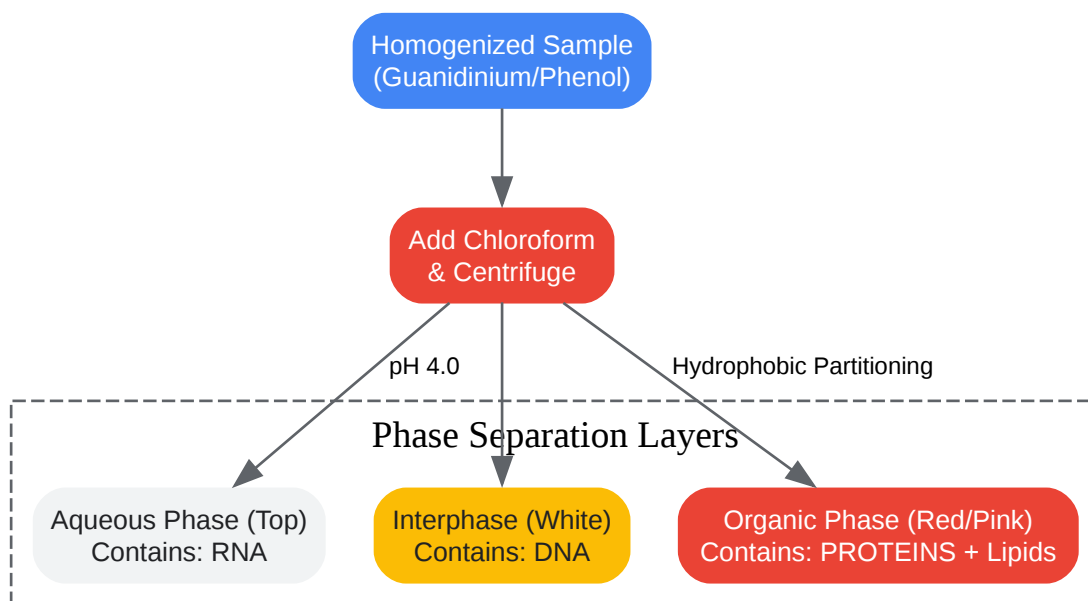 Homogenized Sample
(Guanidinium/Phenol)
Add Chloroform
& Centrifuge
pH 4.0
Hydrophobic Partitioning
Phase Separation Layers
Aqueous Phase (Top)
Contains: RNA
Interphase (White)
Contains: DNA
Organic Phase (Red/Pink)
Contains: PROTEINS + Lipids